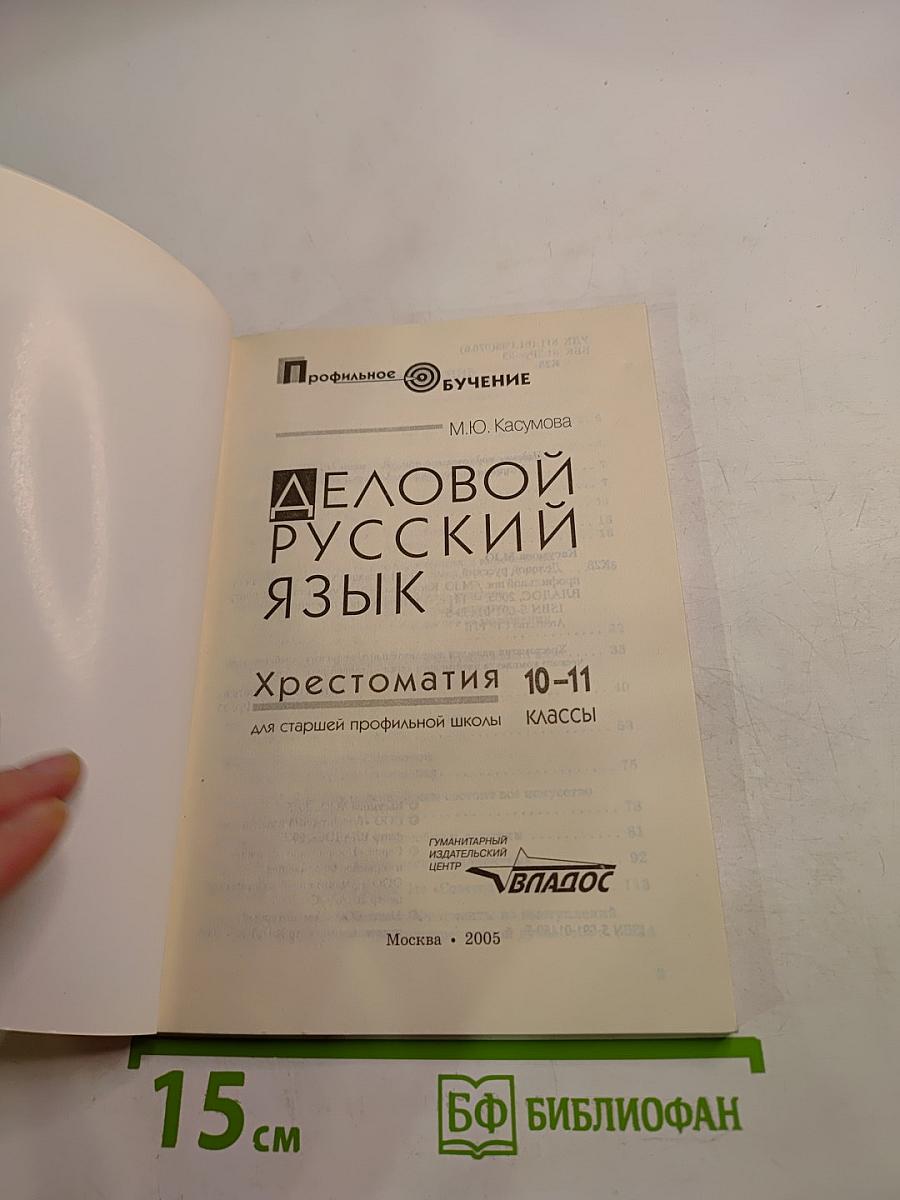 Профильное Обучение
М.Ю. Касумова
ДЕЛОВОЙ
РУССКИЙ
ЯЗЫК
Хрестоматия 10–11
для старшей профильной школы классы
ГУМАНИТАРНЫЙ
ИЗДАТЕЛЬСКИЙ
ЦЕНТР
ВЛАДОС
Москва • 2005
15 см
БФ БИБЛИОФАН